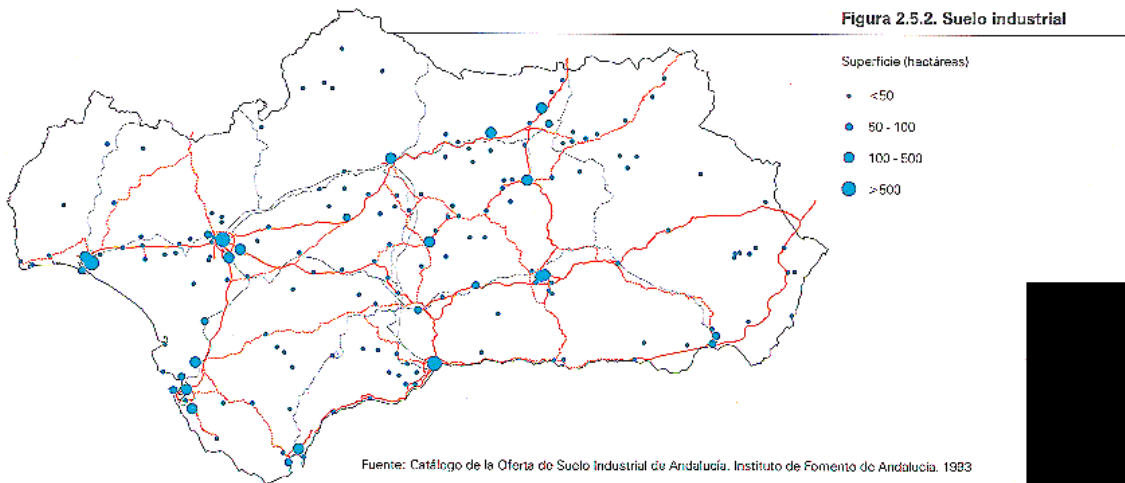 Figura 2.5.2. Suelo industrial
Superficie (hectáreas)
<50
50 - 100
100 - 500
>500
Fuente: Catálogo de la Oferta de Suelo Industrial de Andalucía. Instituto de Fomento de Andalucía. 1993